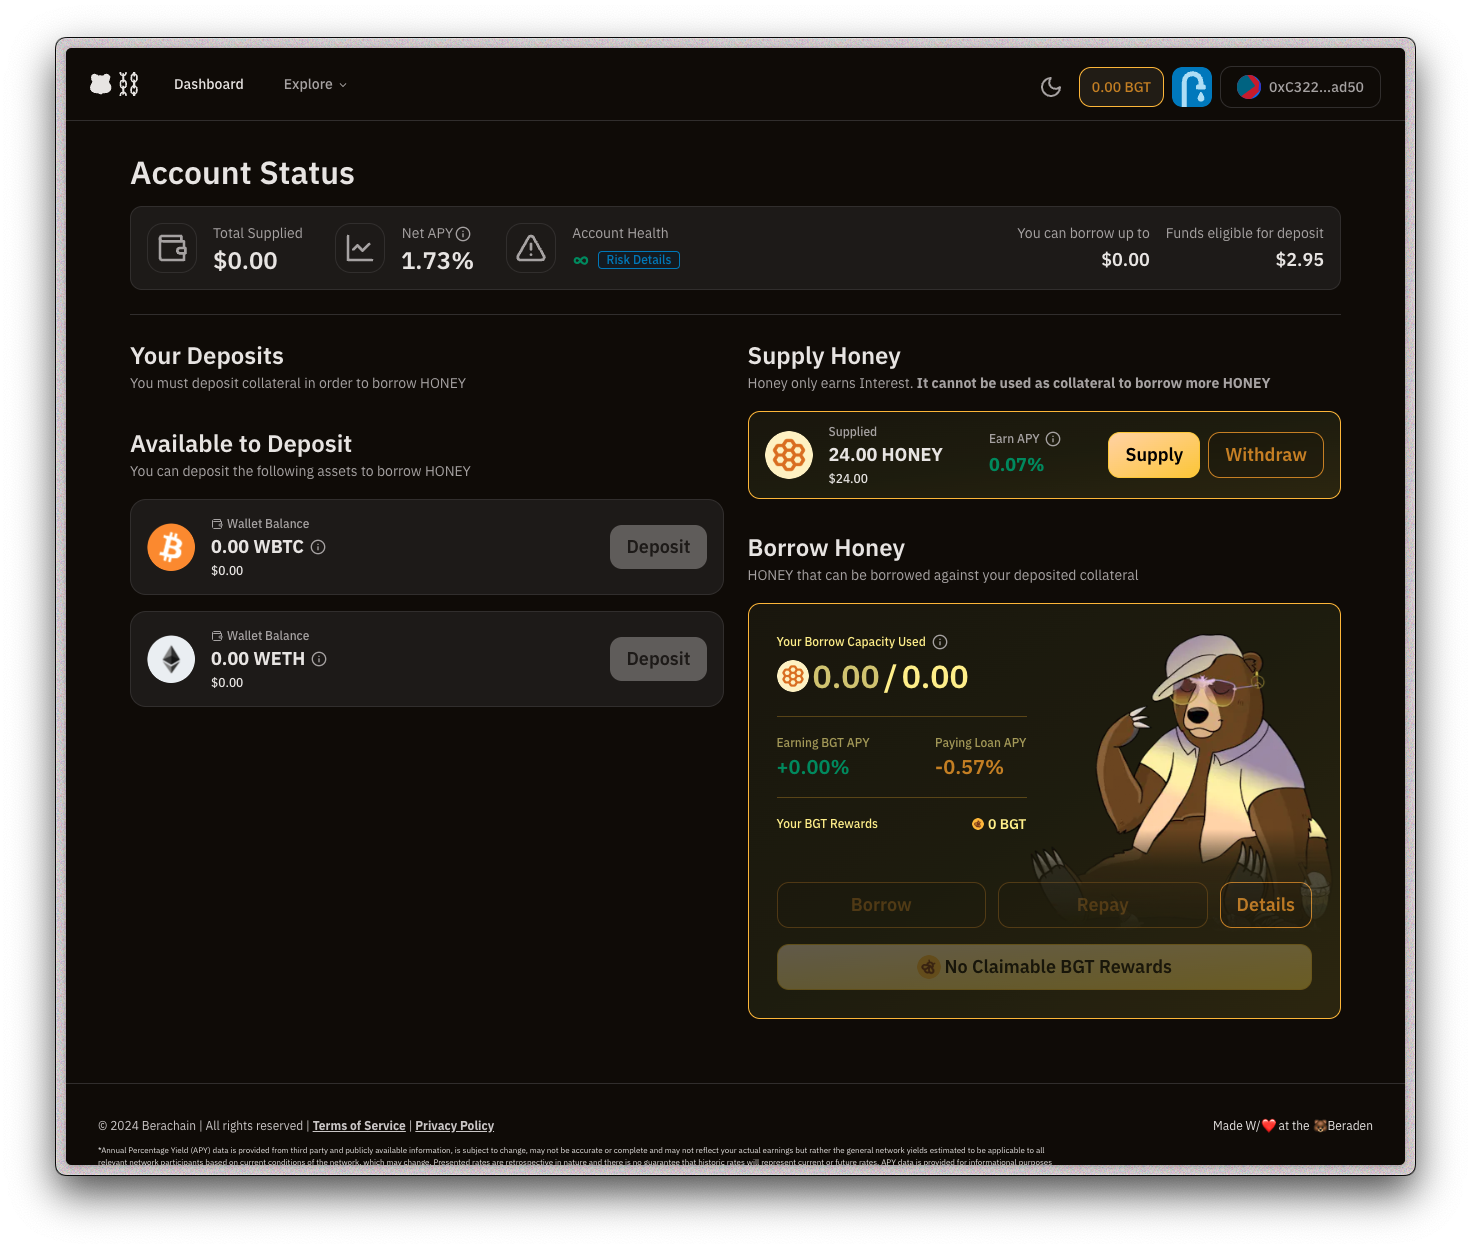 Dashboard
Explore
0.00 BGT
0xC322...ad50
Account Status
Total Supplied
$0.00
Net APY
1.73%
Account Health
∞
Risk Details
You can borrow up to
$0.00
Funds eligible for deposit
$2.95
Your Deposits
You must deposit collateral in order to borrow HONEY
Available to Deposit
You can deposit the following assets to borrow HONEY
Wallet Balance
0.00 WBTC
$0.00
Deposit
Wallet Balance
0.00 WETH
$0.00
Deposit
Supply Honey
Honey only earns Interest. It cannot be used as collateral to borrow more HONEY
Supplied
24.00 HONEY
$24.00
Earn APY
0.07%
Supply
Withdraw
Borrow Honey
HONEY that can be borrowed against your deposited collateral
Your Borrow Capacity Used
0.00 / 0.00
Earning BGT APY
+0.00%
Paying Loan APY
-0.57%
Your BGT Rewards
0 BGT
Borrow
Repay
Details
No Claimable BGT Rewards
© 2024 Berachain | All rights reserved | Terms of Service | Privacy Policy
Made W/❤️at the 🐻Beraden
*Annual Percentage Yield (APY) data is provided from third party and publicly available information, is subject to change, may not be accurate or complete and may not reflect your actual earnings but rather the general network yields estimated to be applicable to all
relevant network participants based on current conditions of the network, which may change. Presented rates are retrospective in nature and there is no guarantee that historic rates will represent current or future rates. APY data is provided for informational purposes